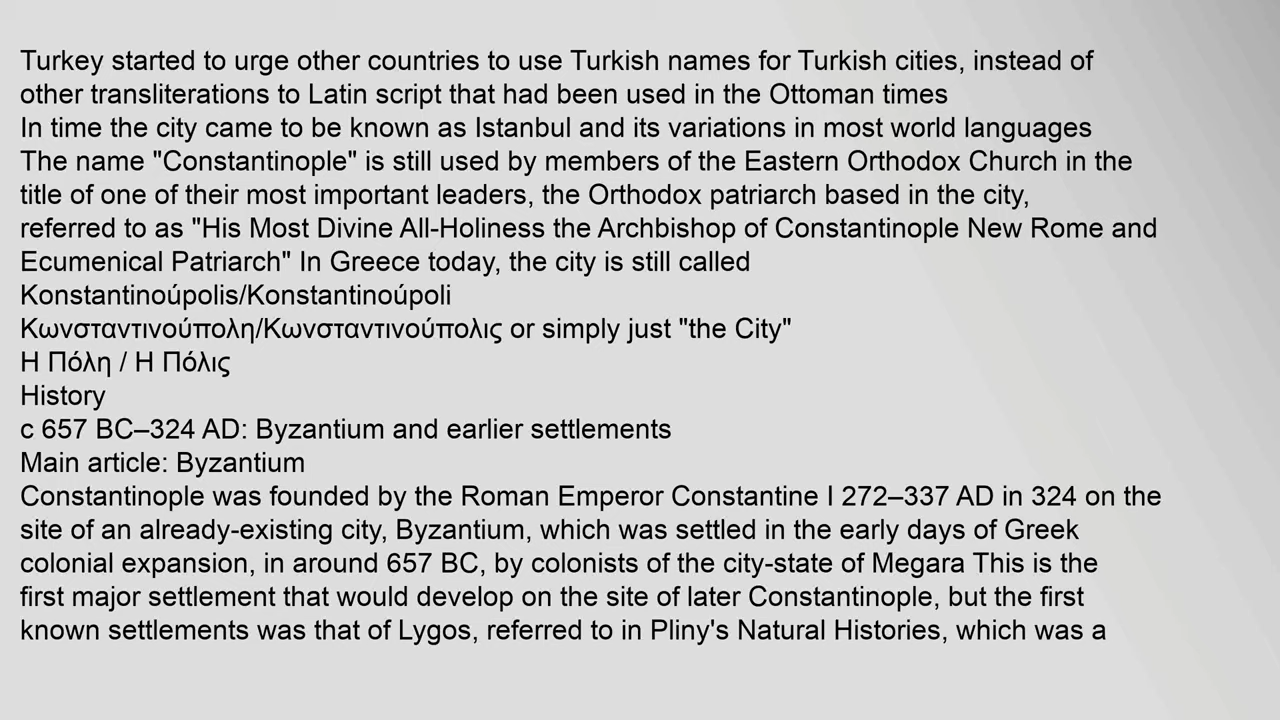 Turkey started to urge other countries to use Turkish names for Turkish cities, instead of
other transliterations to Latin script that had been used in the Ottoman times
In time the city came to be known as Istanbul and its variations in most world languages
The name "Constantinople" is still used by members of the Eastern Orthodox Church in the
title of one of their most important leaders, the Orthodox patriarch based in the city,
referred to as "His Most Divine All-Holiness the Archbishop of Constantinople New Rome and
Ecumenical Patriarch" In Greece today, the city is still called
Konstantinoúpolis/Konstantinoúpoli
Κωνσταντινούπολη/Κωνσταντινούπολις or simply just "the City"
Η Πόλη / Η Πόλις
History
c 657 BC–324 AD: Byzantium and earlier settlements
Main article: Byzantium
Constantinople was founded by the Roman Emperor Constantine I 272–337 AD in 324 on the
site of an already-existing city, Byzantium, which was settled in the early days of Greek
colonial expansion, in around 657 BC, by colonists of the city-state of Megara This is the
first major settlement that would develop on the site of later Constantinople, but the first
known settlements was that of Lygos, referred to in Pliny's Natural Histories, which was a